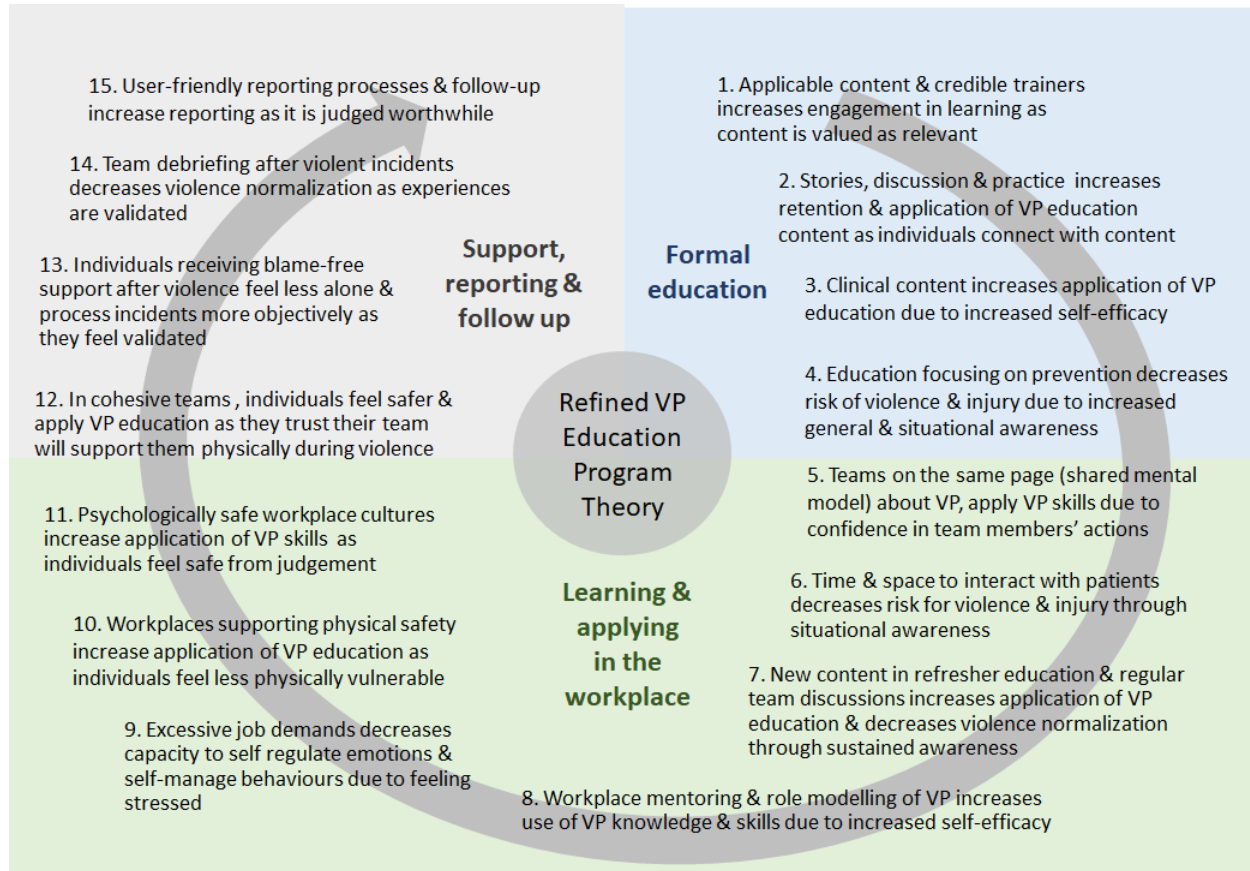 15. User-friendly reporting processes & follow-up
increase reporting as it is judged worthwhile
14. Team debriefing after violent incidents
decreases violence normalization as experiences
are validated
13. Individuals receiving blame-free
support after violence feel less alone &
process incidents more objectively as
they feel validated
12. In cohesive teams , individuals feel safer &
apply VP education as they trust their team
will support them physically during violence
Support,
reporting &
follow up
1. Applicable content & credible trainers
increases engagement in learning as
content is valued as relevant
2. Stories, discussion & practice increases
retention & application of VP education
content as individuals connect with content
Formal
education
3. Clinical content increases application of VP
education due to increased self-efficacy
4. Education focusing on prevention decreases
risk of violence & injury due to increased
general & situational awareness
Refined VP
Education
Program
Theory
5. Teams on the same page (shared mental
model) about VP, apply VP skills due to
confidence in team members’ actions
6. Time & space to interact with patients
decreases risk for violence & injury through
situational awareness
7. New content in refresher education & regular
team discussions increases application of VP
education & decreases violence normalization
through sustained awareness
Learning &
applying
in the
workplace
8. Workplace mentoring & role modelling of VP increases
use of VP knowledge & skills due to increased self-efficacy
11. Psychologically safe workplace cultures
increase application of VP skills as
individuals feel safe from judgement
10. Workplaces supporting physical safety
increase application of VP education as
individuals feel less physically vulnerable
9. Excessive job demands decreases
capacity to self regulate emotions &
self-manage behaviours due to feeling
stressed